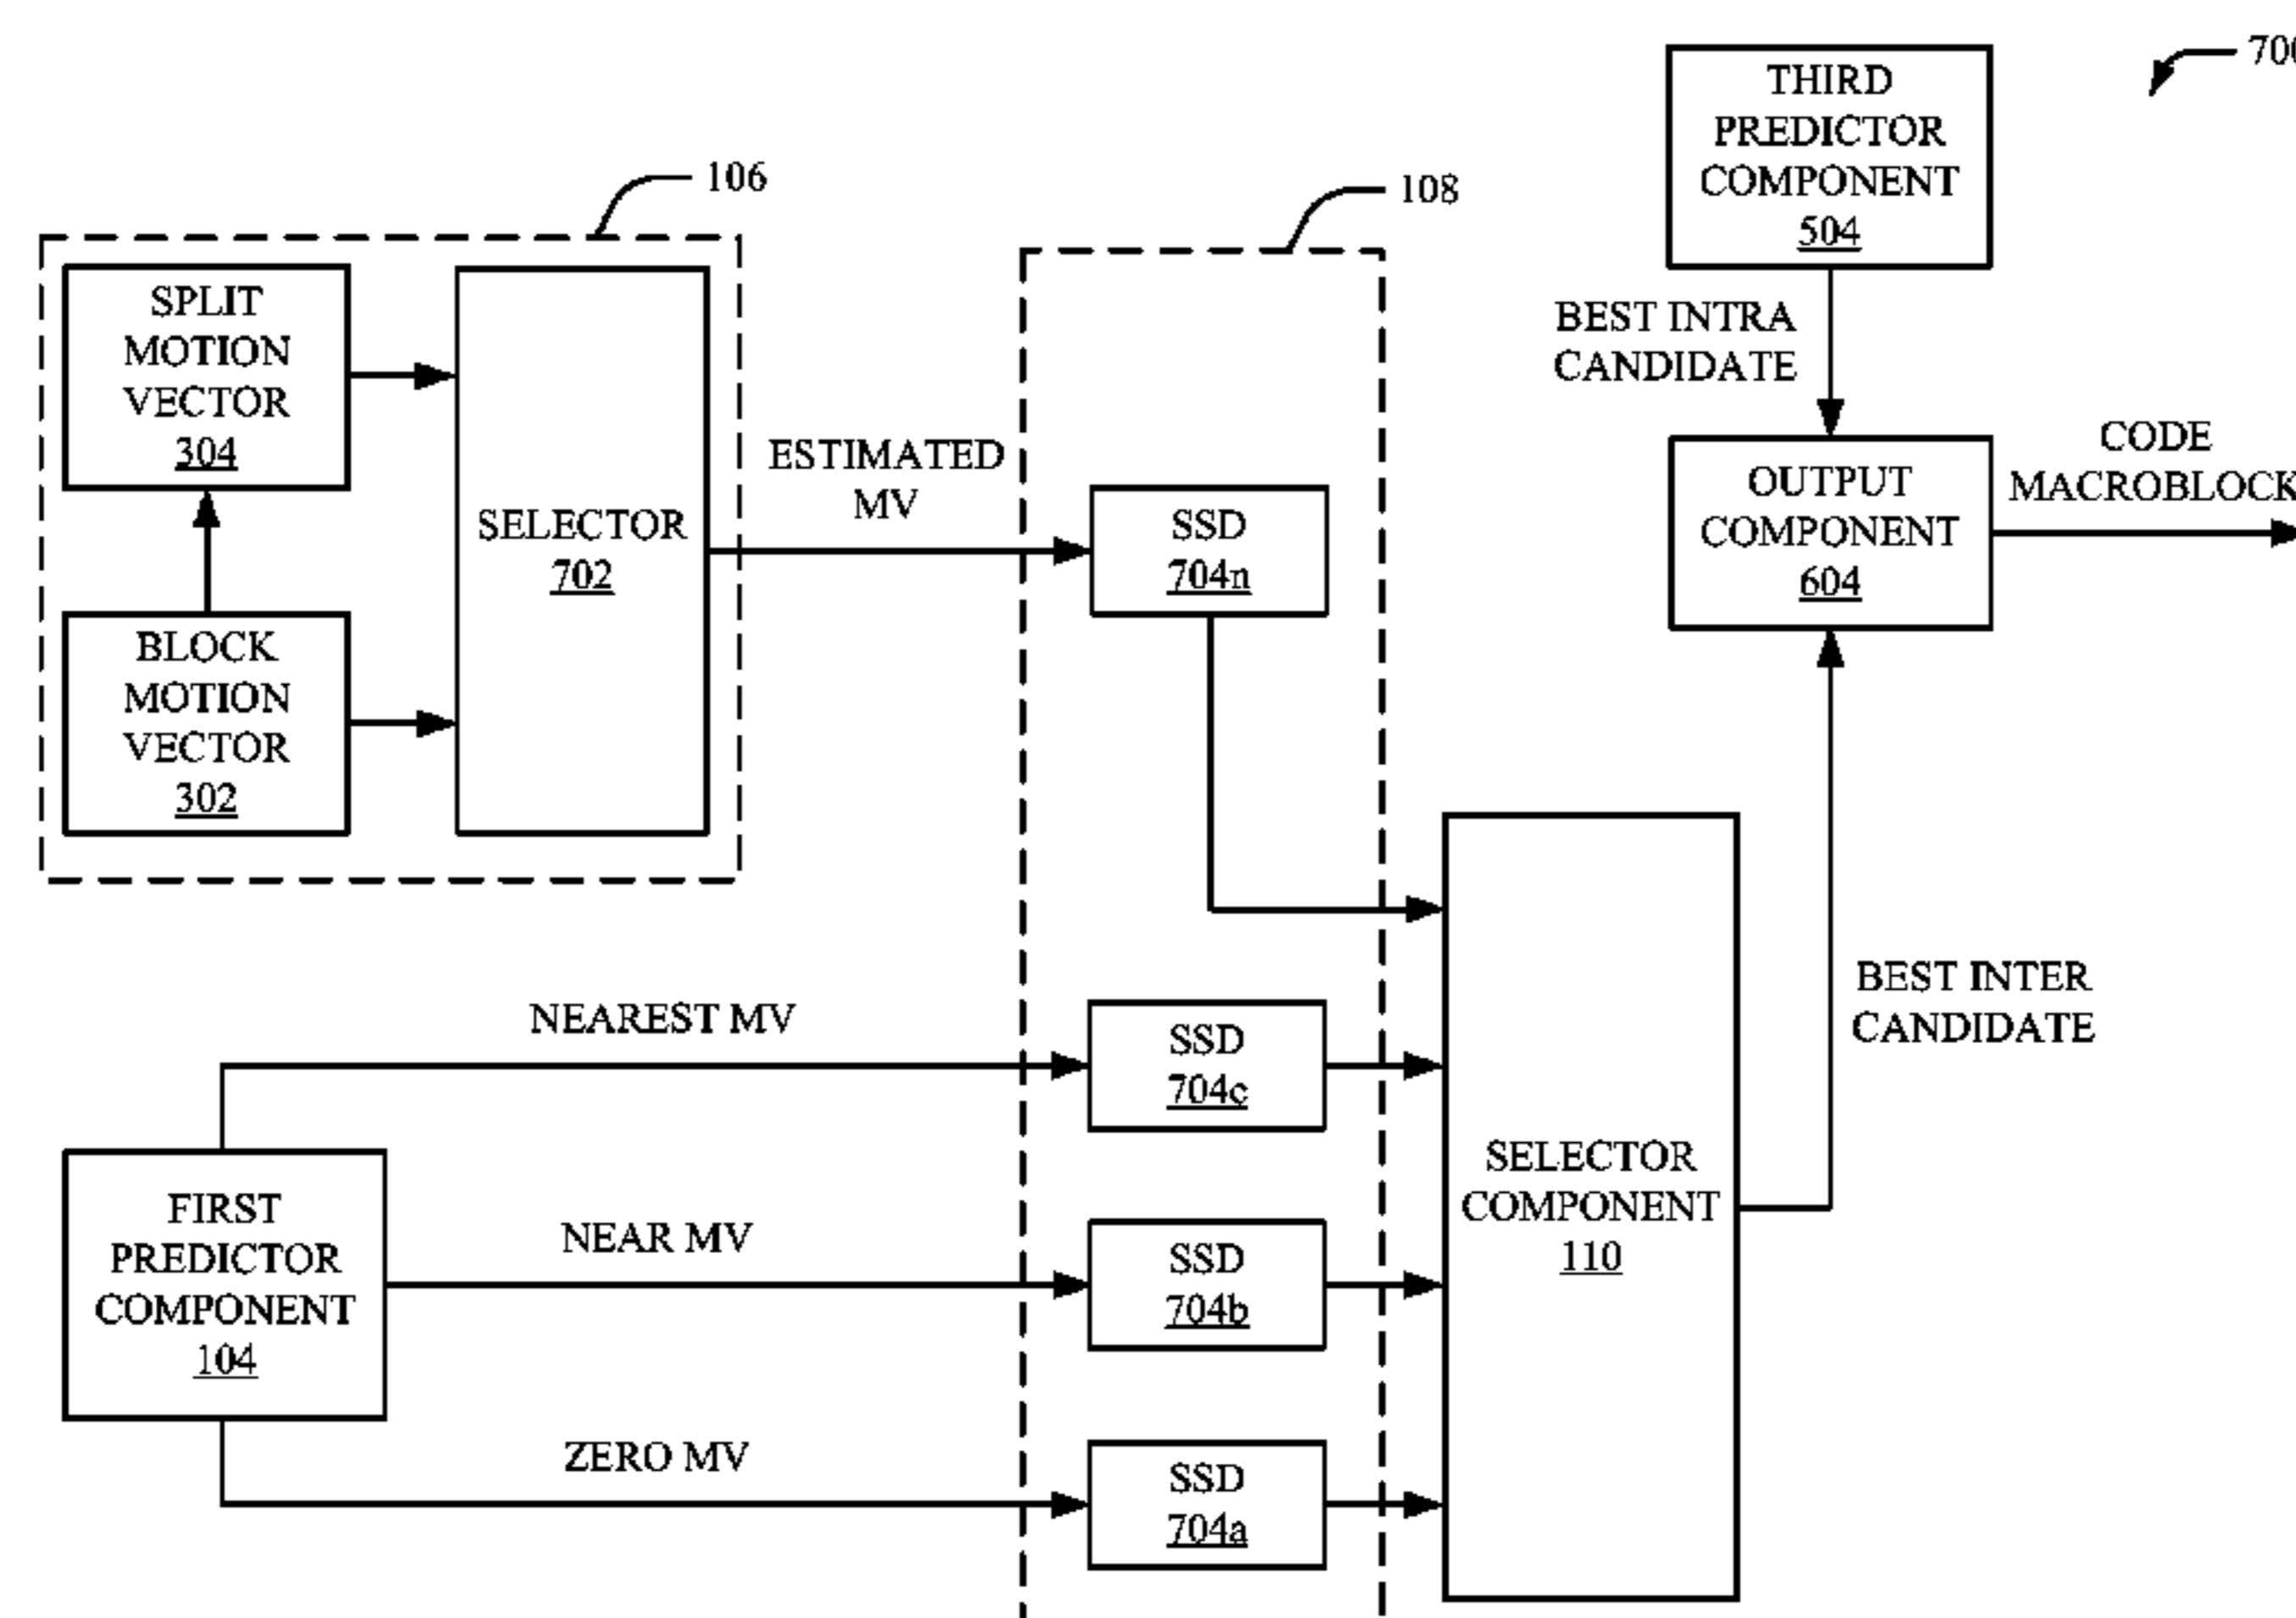 700
THIRD
PREDICTOR
COMPONENT
504
106
108
SPLIT
MOTION
VECTOR
304
BEST INTRA
CANDIDATE
SELECTOR
702
ESTIMATED
MV
SSD
704n
OUTPUT
COMPONENT
604
CODE
MACROBLOCK
BLOCK
MOTION
VECTOR
302
NEAREST MV
SSD
704c
BEST INTER
CANDIDATE
FIRST
PREDICTOR
COMPONENT
104
NEAR MV
SSD
704b
SELECTOR
COMPONENT
110
ZERO MV
SSD
704a